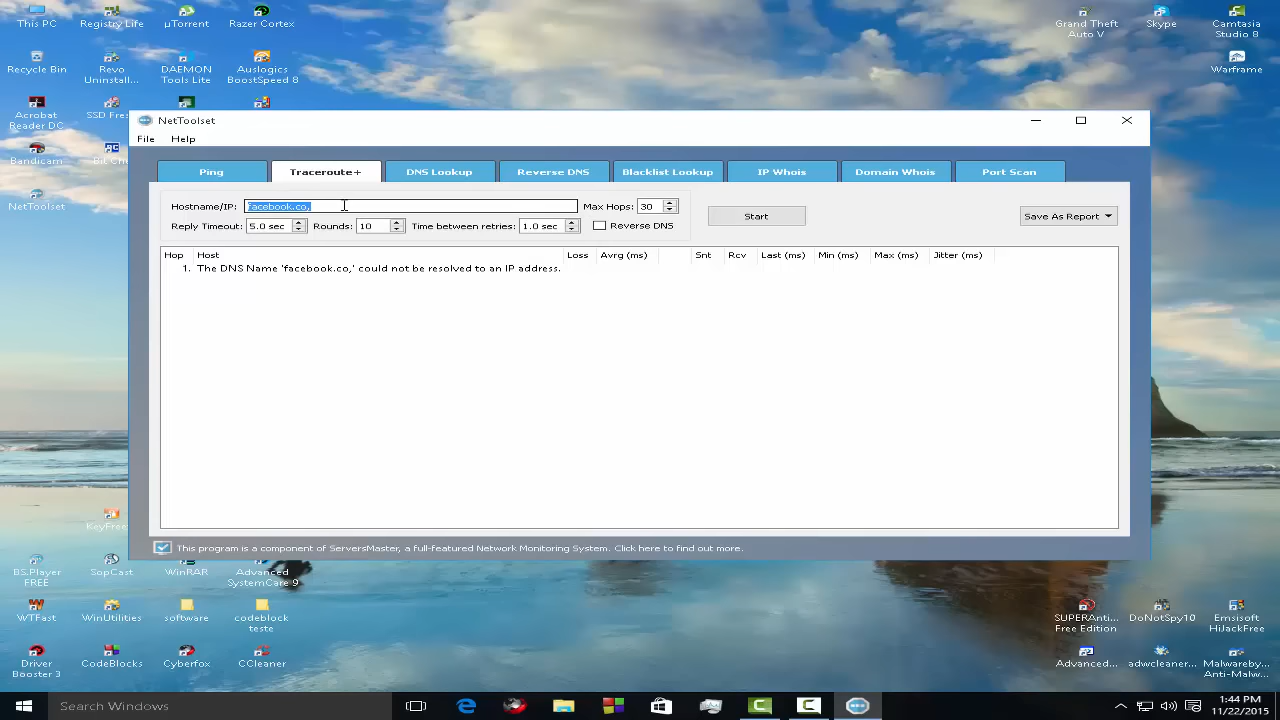 This PC
Registry Life
µTorrent
Razer Cortex
Grand Theft
Auto V
Skype
Camtasia
Studio 8
Recycle Bin
Revo
Uninstall...
DAEMON
Tools Lite
Auslogics
BoostSpeed 8
Warframe
Acrobat
Reader DC
SSD Fres
Bandicam
Bit Che
NetToolset
NetToolset
File
Help
Ping
Traceroute+
DNS Lookup
Reverse DNS
Blacklist Lookup
IP Whois
Domain Whois
Port Scan
Hostname/IP:
facebook.co,
Max Hops:
30
Start
Save As Report
Reply Timeout:
5.0 sec
Rounds:
10
Time between retries:
1.0 sec
Reverse DNS
Hop
Host
Loss
Avrg (ms)
Snt
Rcv
Last (ms)
Min (ms)
Max (ms)
Jitter (ms)
1.
The DNS Name 'facebook.co,' could not be resolved to an IP address.
KeyFree
This program is a component of ServersMaster, a full-featured Network Monitoring System. Click here to find out more.
BS.Player
FREE
SopCast
WinRAR
Advanced
SystemCare 9
WTFast
WinUtilities
software
codeblock
teste
SUPERAnti...
Free Edition
DoNotSpy10
Emsisoft
HiJackFree
Driver
Booster 3
CodeBlocks
Cyberfox
CCleaner
Advanced...
adwcleaner...
Malwareby...
Anti-Malw...
Search Windows
1:44 PM
11/22/2015